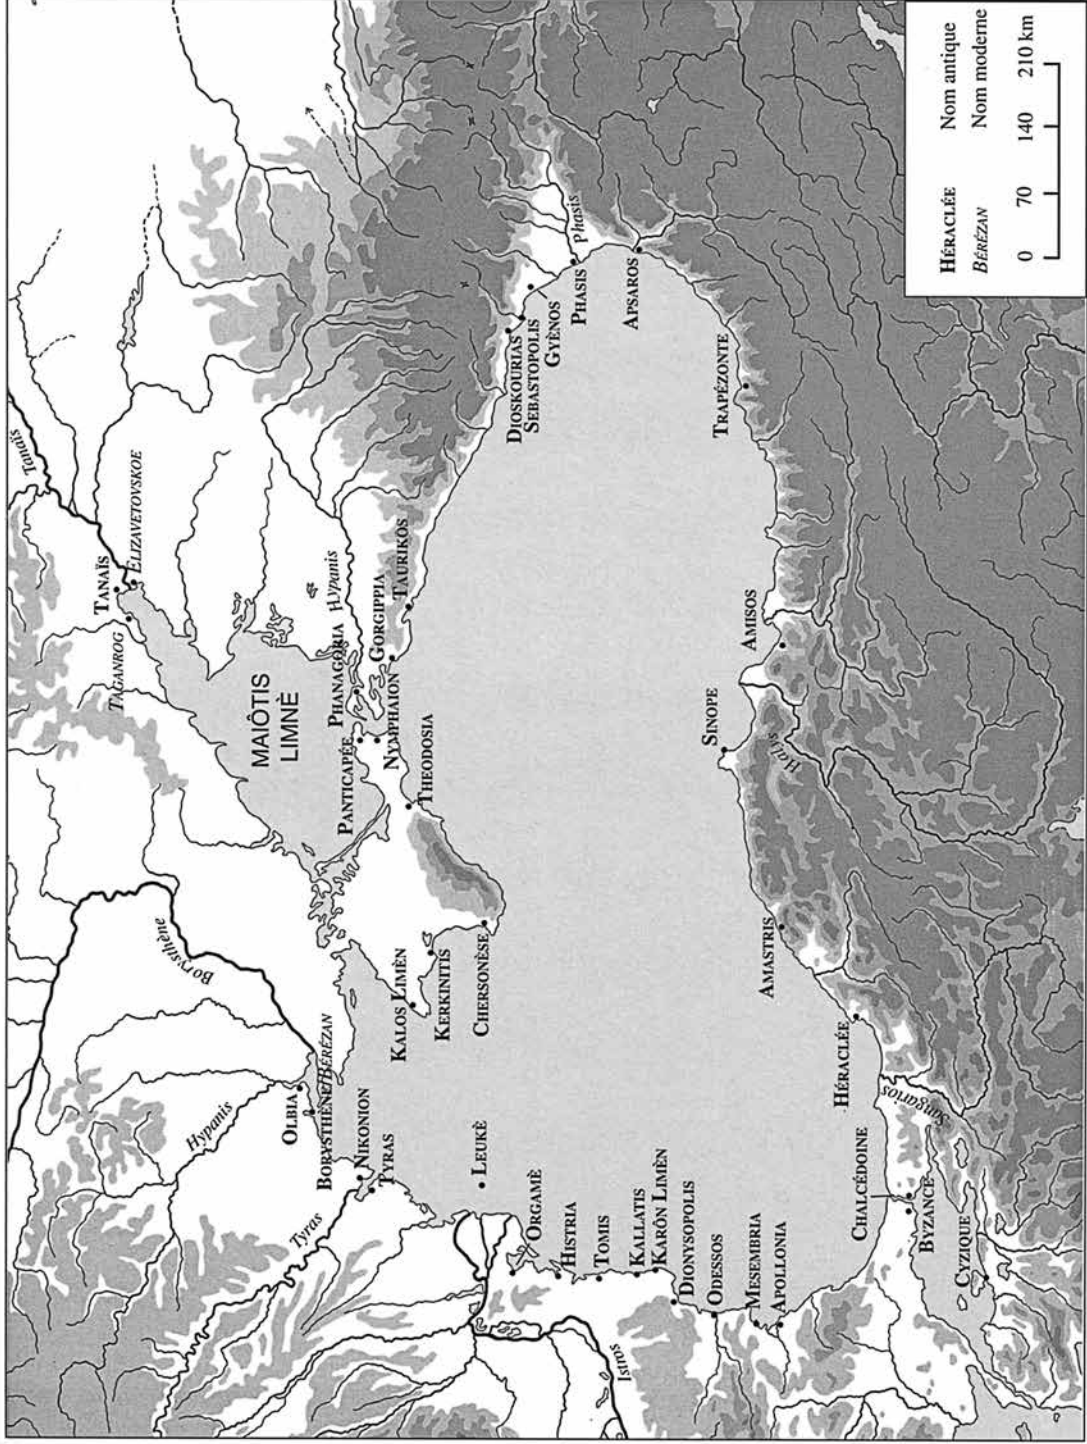 Tanaïs
TANAÏS
ÉLIZAVETOVSKOE
TAGANROG
MAIÔTIS
LIMNÈ
Borysthène
Hypanis
OLBIA
BORYSTHÈNE/BÉRÉZAN
NIKONION
TYRAS
Tyras
PANTICAPÉE
PHANAGORIA
Hypanis
GORGIPPIA
TAURIKOS
NYMPHAION
THEODOSIA
KALOS LIMÈN
KERKINITIS
CHERSONÈSE
LEUKÈ
DIOSKOURIAS
SEBASTOPOLIS
GYÈNOS
PHASIS
Phasis
APSAROS
TRAPÉZONTE
AMISOS
SINOPE
Halys
AMASTRIS
HÉRACLÉE
Sangarios
ORGAMÈ
HISTRIA
TOMIS
KALLATIS
KARÔN LIMÈN
DIONYSOPOLIS
ODESSOS
MESEMBRIA
APOLLONIA
Istros
CHALCÉDOINE
BYZANCE
CYZIQUE
HÉRACLÉE Nom antique
BÉRÉZAN Nom moderne
0 70 140 210 km